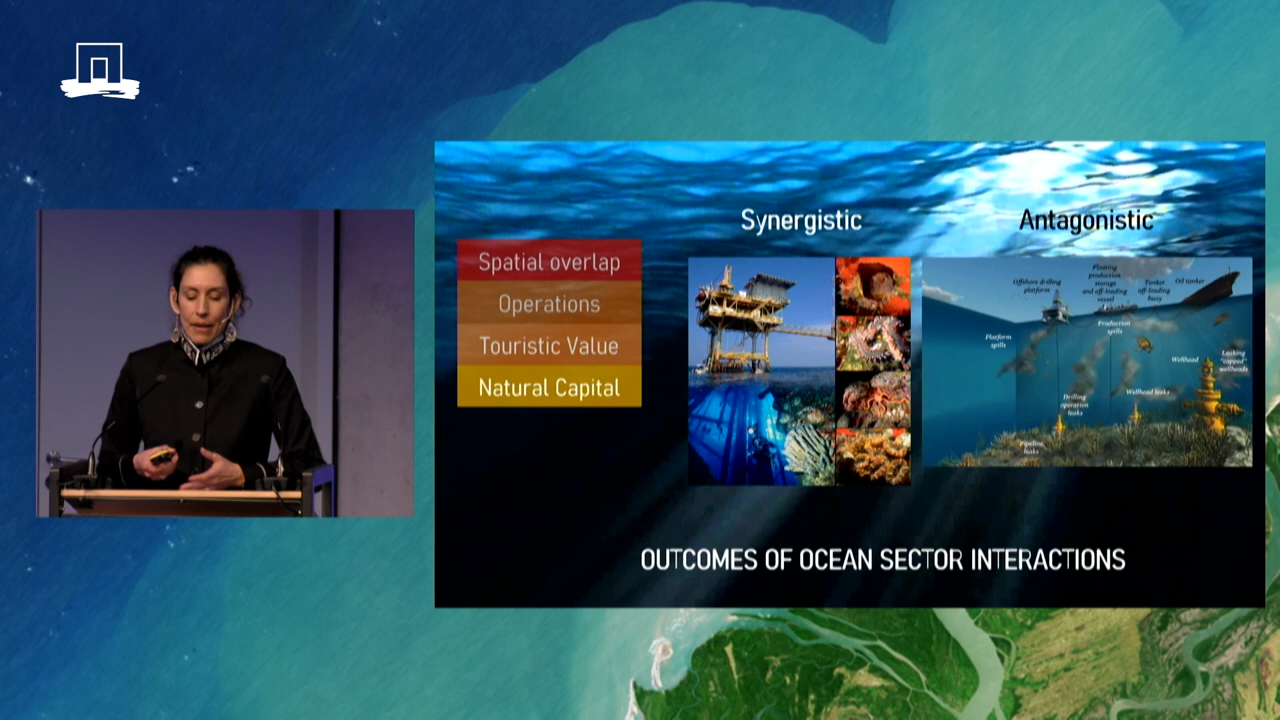 Synergistic
Antagonistic
Spatial overlap
Operations
Touristic Value
Natural Capital
Offshore drilling
platform
Floating
production
storage
and off-loading
vessel
Tanker
off-loading
buoy
Oil tanker
Platform
spills
Production
spills
Wellhead
Leaking
"capped"
wellheads
Wellhead leaks
Drilling
operation
leaks
Pipeline
leaks
OUTCOMES OF OCEAN SECTOR INTERACTIONS